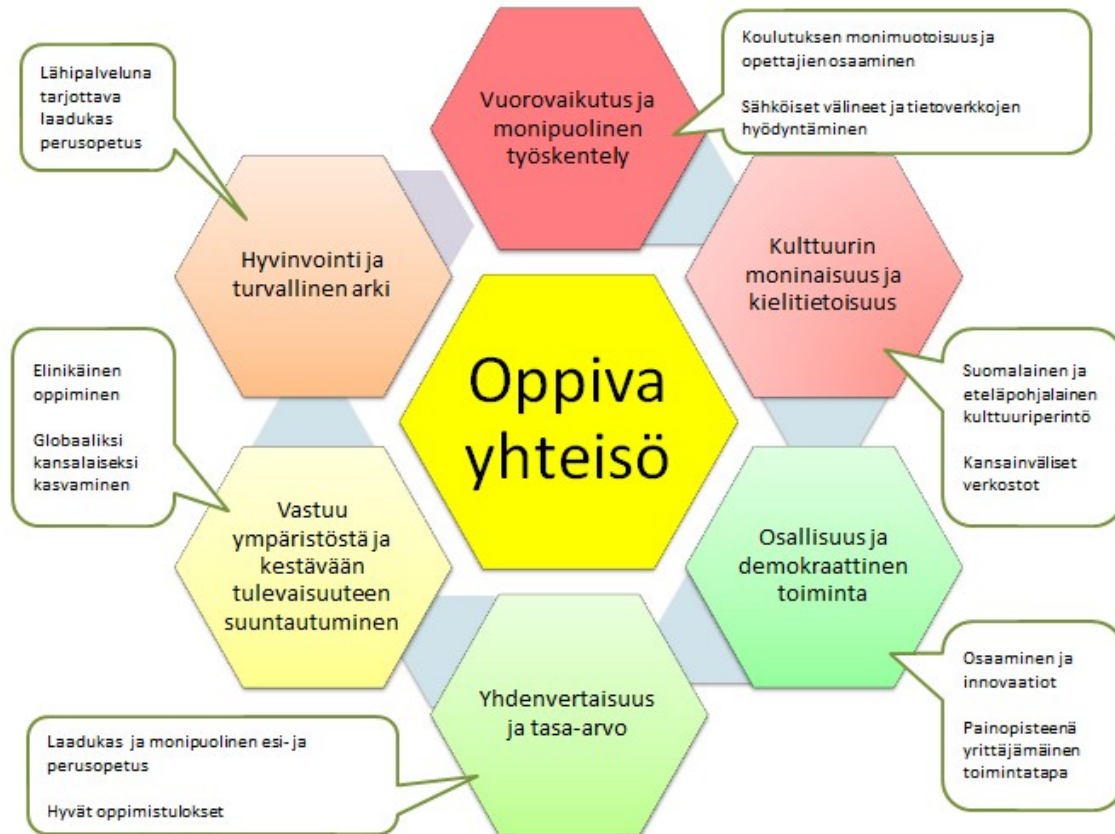 Lähipalveluna
tarjottava
laadukas
perusopetus
Vuorovaikutus ja
monipuolinen
työskentely
Koulutuksen monimuotoisuus ja
opettajien osaaminen
Sähköiset välineet ja tietoverkkojen
hyödyntäminen
Hyvinvointi ja
turvallinen arki
Kulttuurin
moninaisuus ja
kielitietoisuus
Oppiva
yhteisö
Elinikäinen
oppiminen
Globaaliksi
kansalaiseksi
kasvaminen
Suomalainen ja
eteläpohjalainen
kulttuuriperintö
Kansainväliset
verkostot
Vastuu
ympäristöstä ja
kestävään
tulevaisuuteen
suuntautuminen
Osallisuus ja
demokraattinen
toiminta
Yhdenvertaisuus
ja tasa-arvo
Osaaminen ja
innovaatiot
Painopisteenä
yrittäjämäinen
toimintatapa
Laadukas ja monipuolinen esi- ja
perusopetus
Hyvät oppimistulokset